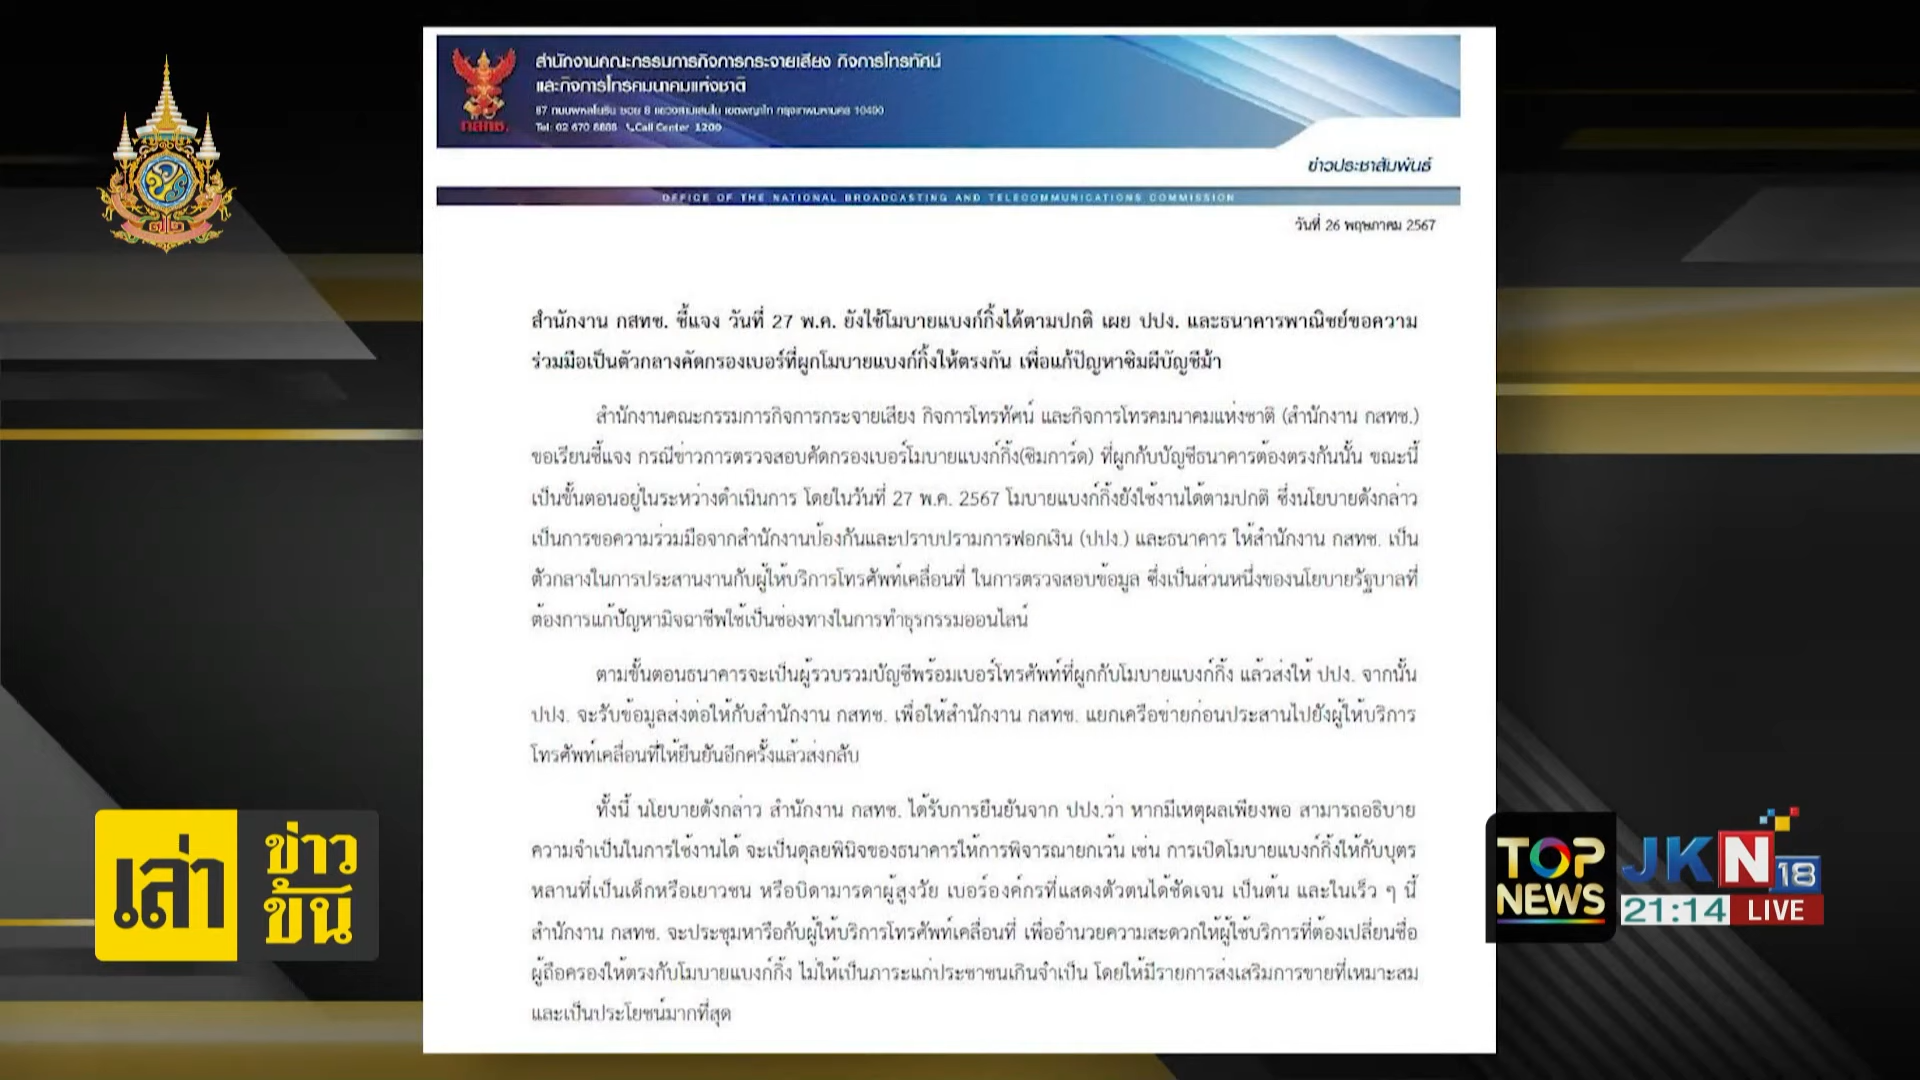 สำนักงานคณะกรรมการกิจการกระจายเสียง กิจการโทรทัศน์
และกิจการโทรคมนาคมแห่งชาติ
87 ถนนพหลโยธิน ซอย 8 แขวงสามเสนใน เขตพญาไท กรุงเทพมหานคร 10400
Tel: 02 670 8888 Call Center 1200
กสทช.
ข่าวประชาสัมพันธ์
OFFICE OF THE NATIONAL BROADCASTING AND TELECOMMUNICATIONS COMMISSION
วันที่ 26 พฤษภาคม 2567
สำนักงาน กสทช. ชี้แจง วันที่ 27 พ.ค. ยังใช้โมบายแบงก์กิ้งได้ตามปกติ เผย ปปง. และธนาคารพาณิชย์ขอความ
ร่วมมือเป็นตัวกลางคัดกรองเบอร์ที่ผูกโมบายแบงก์กิ้งให้ตรงกัน เพื่อแก้ปัญหาซิมผีบัญชีม้า
สำนักงานคณะกรรมการกิจการกระจายเสียง กิจการโทรทัศน์ และกิจการโทรคมนาคมแห่งชาติ (สำนักงาน กสทช.)
ขอเรียนชี้แจง กรณีข่าวการตรวจสอบคัดกรองเบอร์โมบายแบงก์กิ้ง(ซิมการ์ด) ที่ผูกกับบัญชีธนาคารต้องตรงกันนั้น ขณะนี้
เป็นขั้นตอนอยู่ในระหว่างดำเนินการ โดยในวันที่ 27 พ.ค. 2567 โมบายแบงก์กิ้งยังใช้งานได้ตามปกติ ซึ่งนโยบายดังกล่าว
เป็นการขอความร่วมมือจากสำนักงานป้องกันและปราบปรามการฟอกเงิน (ปปง.) และธนาคาร ให้สำนักงาน กสทช. เป็น
ตัวกลางในการประสานงานกับผู้ให้บริการโทรศัพท์เคลื่อนที่ ในการตรวจสอบข้อมูล ซึ่งเป็นส่วนหนึ่งของนโยบายรัฐบาลที่
ต้องการแก้ปัญหามิจฉาชีพใช้เป็นช่องทางในการทำธุรกรรมออนไลน์
ตามขั้นตอนธนาคารจะเป็นผู้รวบรวมบัญชีพร้อมเบอร์โทรศัพท์ที่ผูกกับโมบายแบงก์กิ้ง แล้วส่งให้ ปปง. จากนั้น
ปปง. จะรับข้อมูลส่งต่อให้กับสำนักงาน กสทช. เพื่อให้สำนักงาน กสทช. แยกเครือข่ายก่อนประสานไปยังผู้ให้บริการ
โทรศัพท์เคลื่อนที่ให้ยืนยันอีกครั้งแล้วส่งกลับ
ทั้งนี้ นโยบายดังกล่าว สำนักงาน กสทช. ได้รับการยืนยันจาก ปปง.ว่า หากมีเหตุผลเพียงพอ สามารถอธิบาย
ความจำเป็นในการใช้งานได้ จะเป็นดุลยพินิจของธนาคารให้การพิจารณายกเว้น เช่น การเปิดโมบายแบงก์กิ้งให้กับบุตร
หลานที่เป็นเด็กหรือเยาวชน หรือบิดามารดาผู้สูงวัย เบอร์องค์กรที่แสดงตัวตนได้ชัดเจน เป็นต้น และในเร็ว ๆ นี้
สำนักงาน กสทช. จะประชุมหารือกับผู้ให้บริการโทรศัพท์เคลื่อนที่ เพื่ออำนวยความสะดวกให้ผู้ใช้บริการที่ต้องเปลี่ยนชื่อ
ผู้ถือครองให้ตรงกับโมบายแบงก์กิ้ง ไม่ให้เป็นภาระแก่ประชาชนเกินจำเป็น โดยให้มีรายการส่งเสริมการขายที่เหมาะสม
และเป็นประโยชน์มากที่สุด
เล่า
ข่าว
ข้น
TOP
NEWS
JKN 18
21:14 LIVE